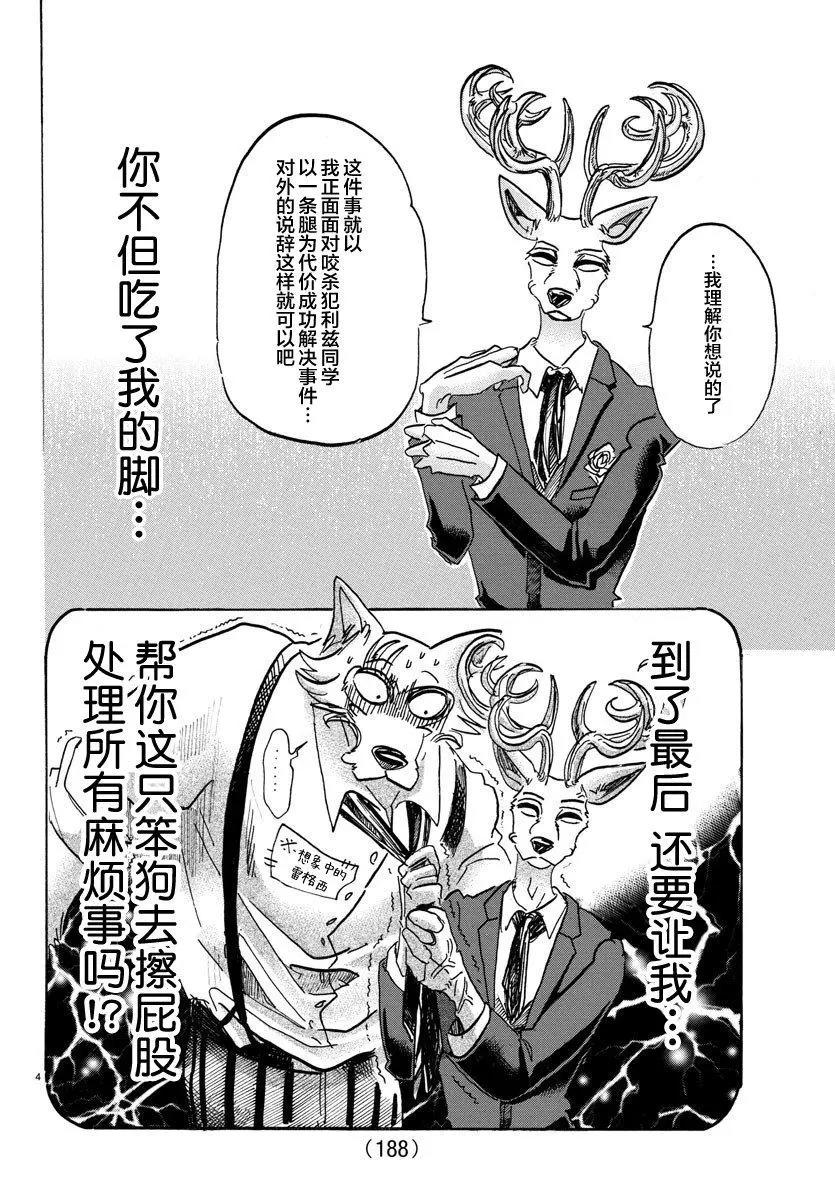 …我理解你想说的了
这件事就以
我正面面对咬杀犯利兹同学
以一条腿为代价成功解决事件…
对外的说辞这样就可以吧
你不但吃了我的脚…
到了最后 还要让我…
……
※想象中的
雷格西
帮你这只笨狗去擦屁股
处理所有麻烦事吗!?
4
(188)